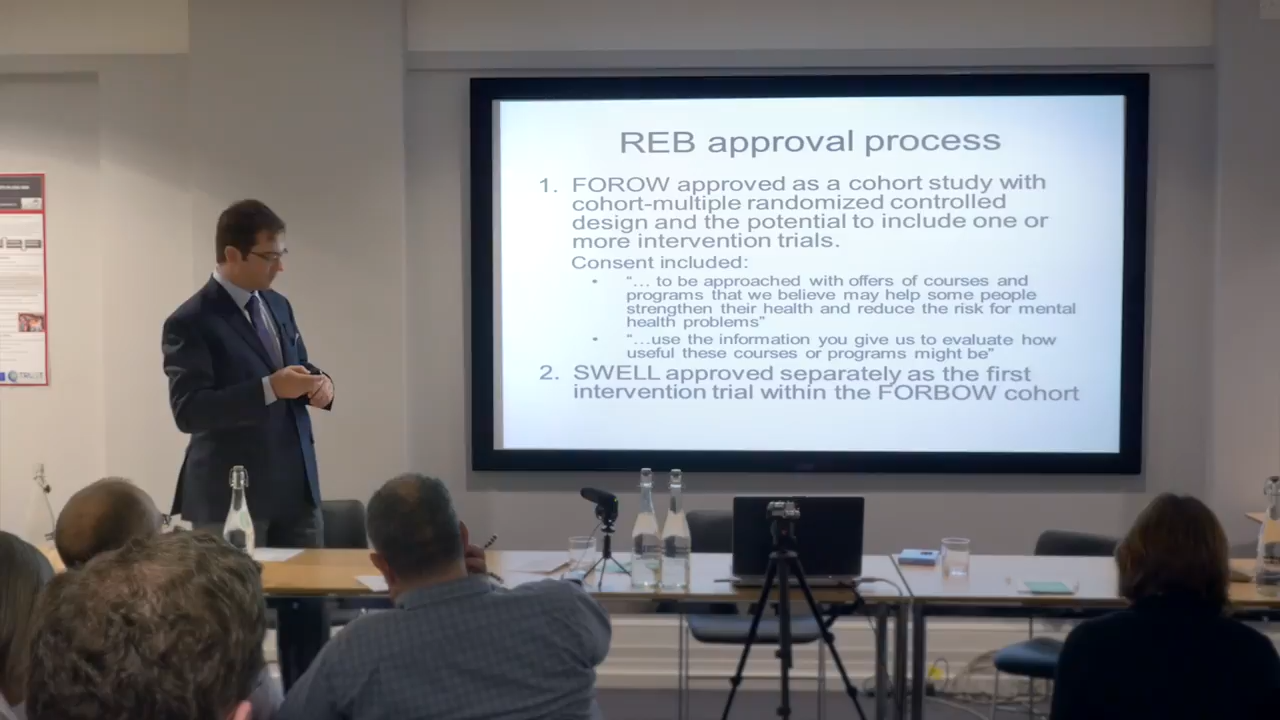 REB approval process
1. FOROW approved as a cohort study with
cohort-multiple randomized controlled
design and the potential to include one or
more intervention trials.
Consent included:
• "... to be approached with offers of courses and
programs that we believe may help some people
strengthen their health and reduce the risk for mental
health problems"
• "...use the information you give us to evaluate how
useful these courses or programs might be"
2. SWELL approved separately as the first
intervention trial within the FORBOW cohort